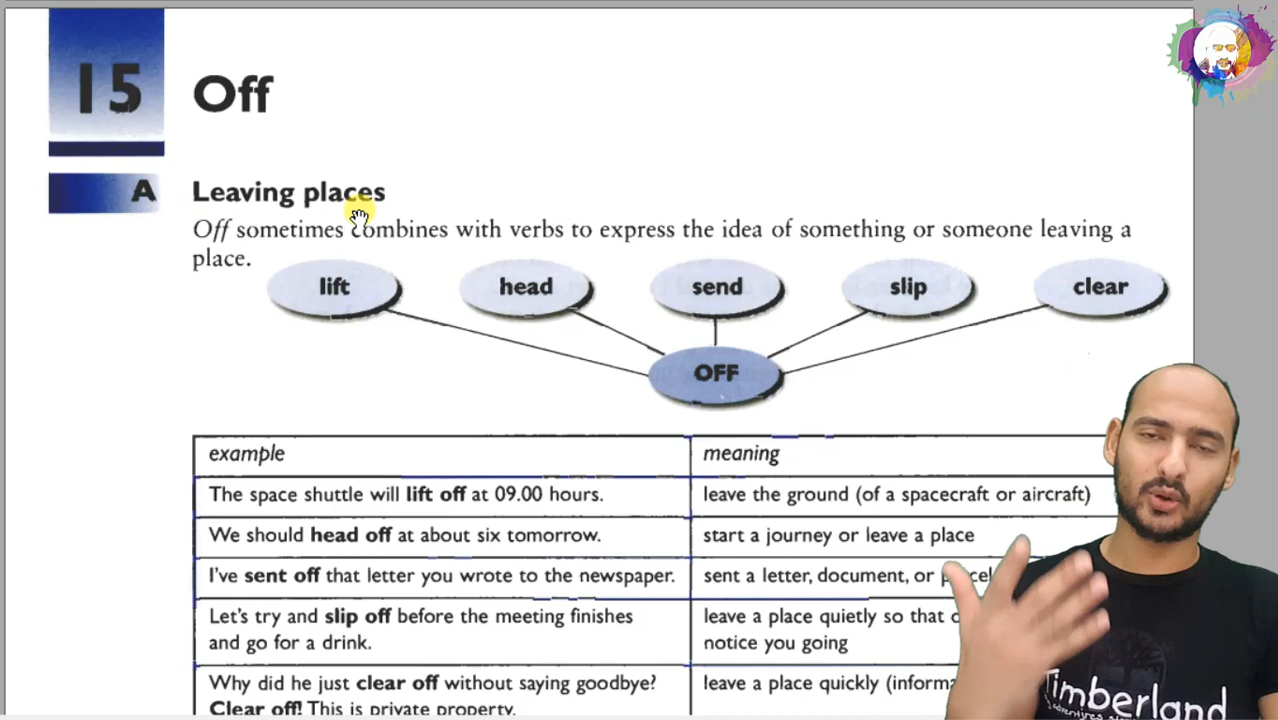 15
Off
A
Leaving places
Off sometimes combines with verbs to express the idea of something or someone leaving a
place.
lift head send slip clear
OFF
example meaning
The space shuttle will lift off at 09.00 hours. leave the ground (of a spacecraft or aircraft)
We should head off at about six tomorrow. start a journey or leave a place
I've sent off that letter you wrote to the newspaper. sent a letter, document, or
Let's try and slip off before the meeting finishes leave a place quietly so that
and go for a drink. notice you going
Why did he just clear off without saying goodbye? leave a place quickly
Clear off! This is private property.
Timberland